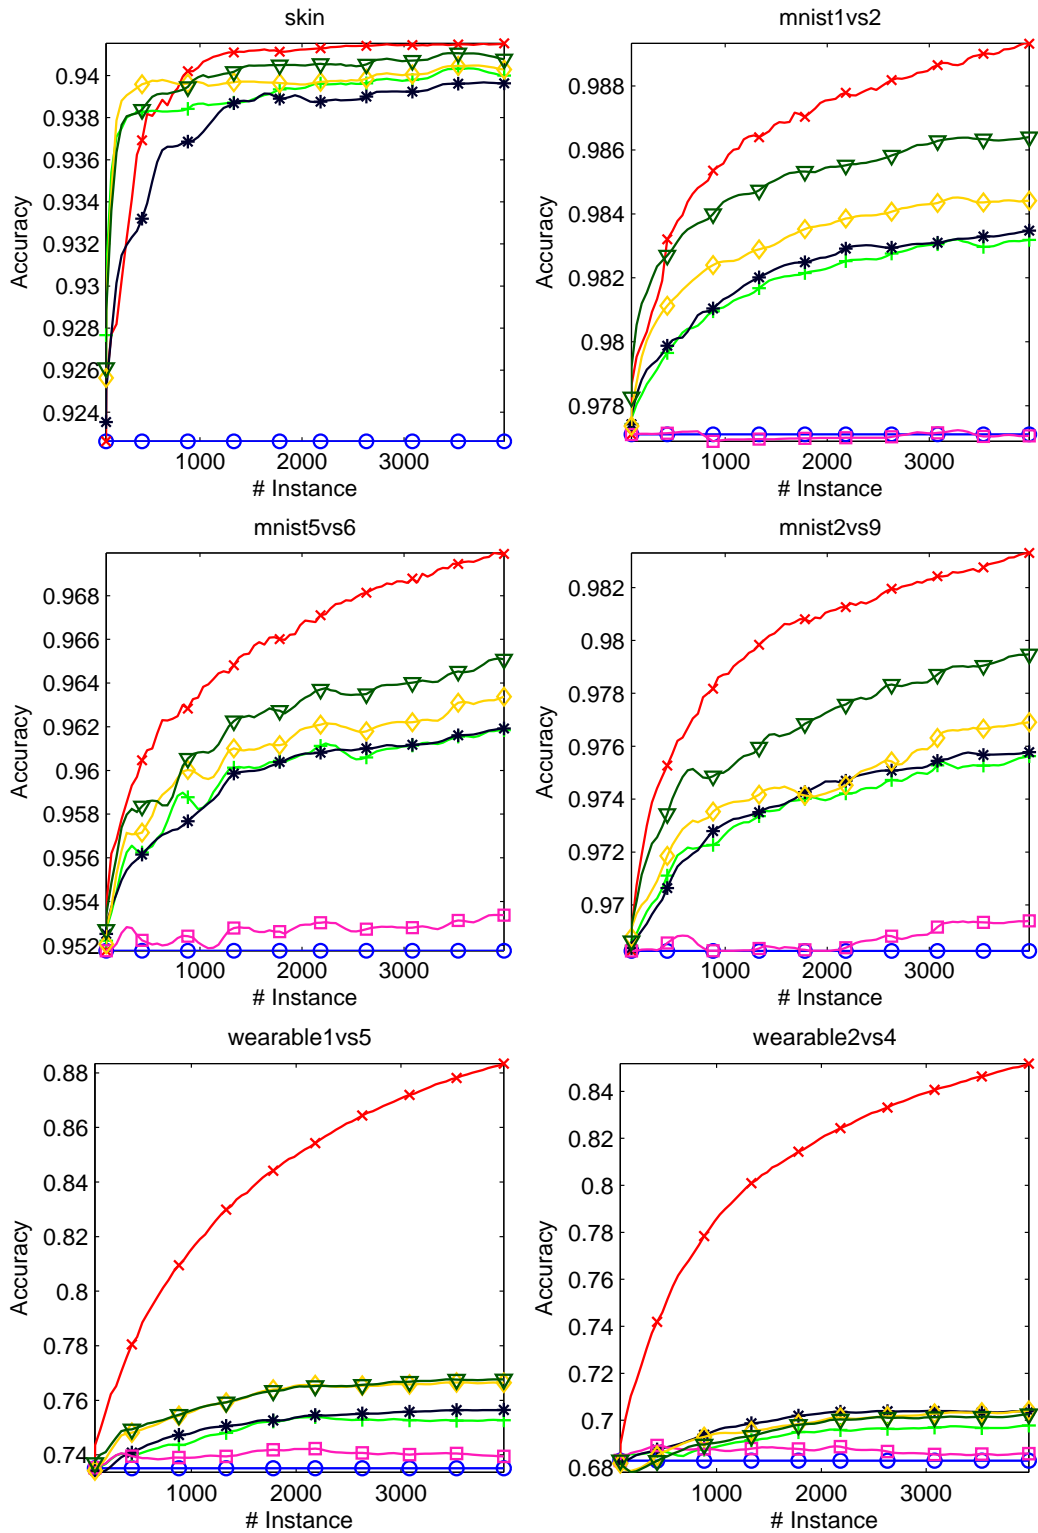 skin
0.94
0.938
0.936
0.934
0.932
0.93
0.928
0.926
0.924
Accuracy
1000 2000 3000
# Instance
mnist1vs2
0.988
0.986
0.984
0.982
0.98
0.978
Accuracy
1000 2000 3000
# Instance
mnist5vs6
0.968
0.966
0.964
0.962
0.96
0.958
0.956
0.954
0.952
Accuracy
1000 2000 3000
# Instance
mnist2vs9
0.982
0.98
0.978
0.976
0.974
0.972
0.97
Accuracy
1000 2000 3000
# Instance
wearable1vs5
0.88
0.86
0.84
0.82
0.8
0.78
0.76
0.74
Accuracy
1000 2000 3000
# Instance
wearable2vs4
0.84
0.82
0.8
0.78
0.76
0.74
0.72
0.7
0.68
Accuracy
1000 2000 3000
# Instance